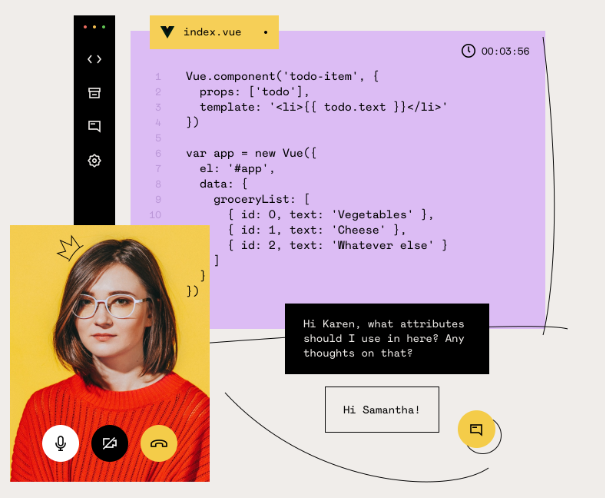 index.vue
00:03:56
1 Vue.component('todo-item', {
2 props: ['todo'],
3 template: '<li>{{ todo.text }}</li>'
4 })
5
6 var app = new Vue({
7 el: '#app',
8 data: {
9 groceryList: [
10 { id: 0, text: 'Vegetables' },
{ id: 1, text: 'Cheese' },
{ id: 2, text: 'Whatever else' }
]
}
})
Hi Karen, what attributes
should I use in here? Any
thoughts on that?
Hi Samantha!